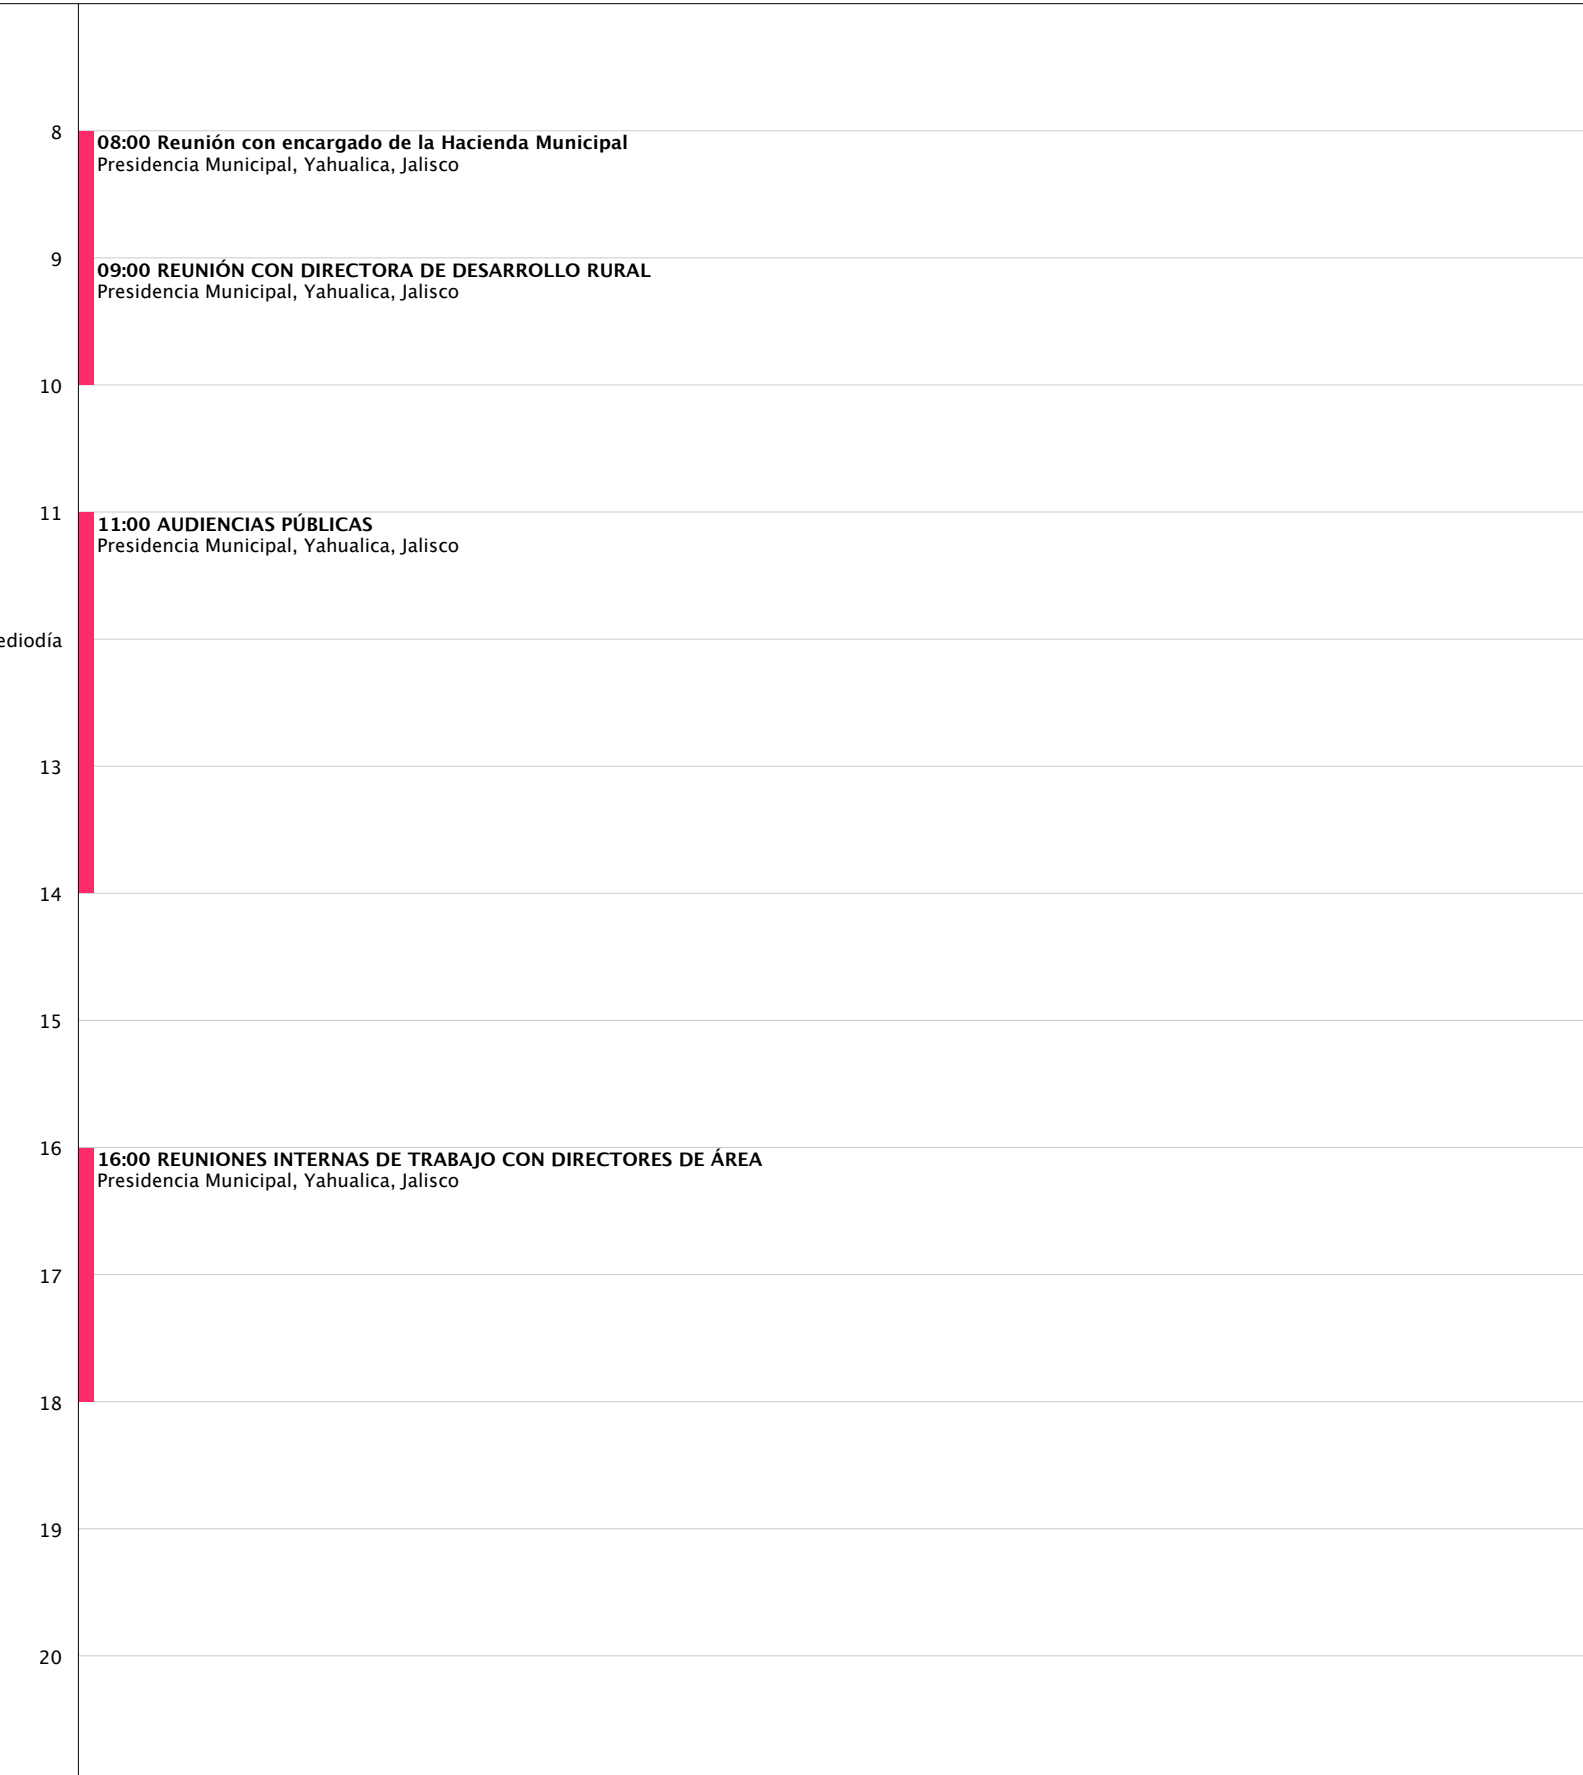 8
08:00 Reunión con encargado de la Hacienda Municipal
Presidencia Municipal, Yahualica, Jalisco
9
09:00 REUNIÓN CON DIRECTORA DE DESARROLLO RURAL
Presidencia Municipal, Yahualica, Jalisco
10
11
11:00 AUDIENCIAS PÚBLICAS
Presidencia Municipal, Yahualica, Jalisco
ediodía
13
14
15
16
16:00 REUNIONES INTERNAS DE TRABAJO CON DIRECTORES DE ÁREA
Presidencia Municipal, Yahualica, Jalisco
17
18
19
20